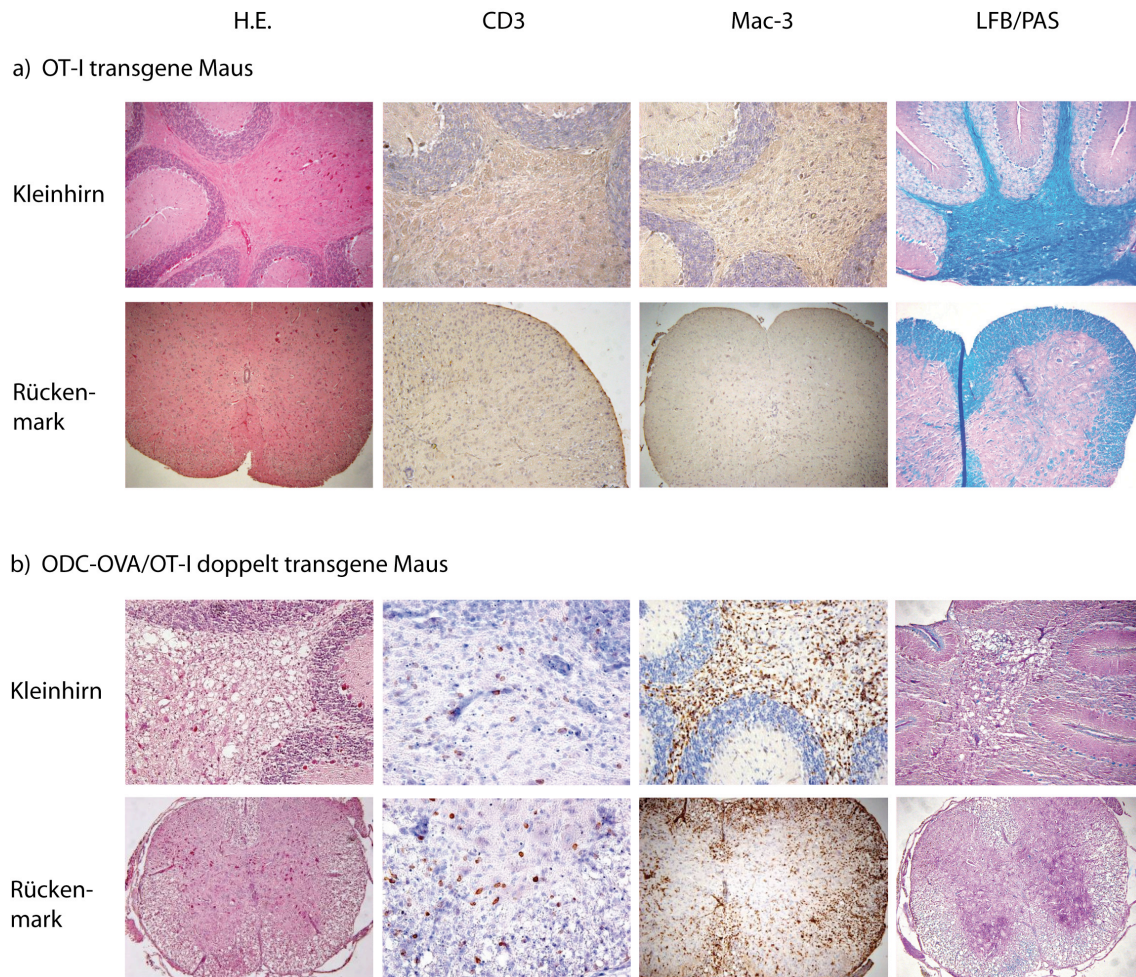 H.E. CD3 Mac-3 LFB/PAS
a) OT-I transgene Maus
Kleinhirn
Rücken-
mark
b) ODC-OVA/OT-I doppelt transgene Maus
Kleinhirn
Rücken-
mark